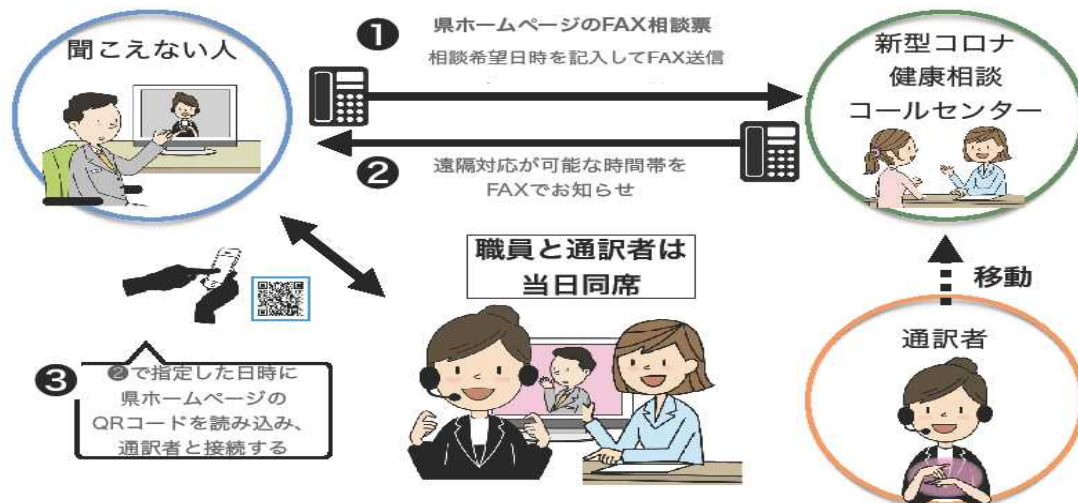 聞こえない人
❶
県ホームページのFAX相談票
相談希望日時を記入してFAX送信
新型コロナ
健康相談
コールセンター
❷
遠隔対応が可能な時間帯を
FAXでお知らせ
職員と通訳者は
当日同席
移動
通訳者
❸
❷で指定した日時に
県ホームページの
QRコードを読み込み、
通訳者と接続する